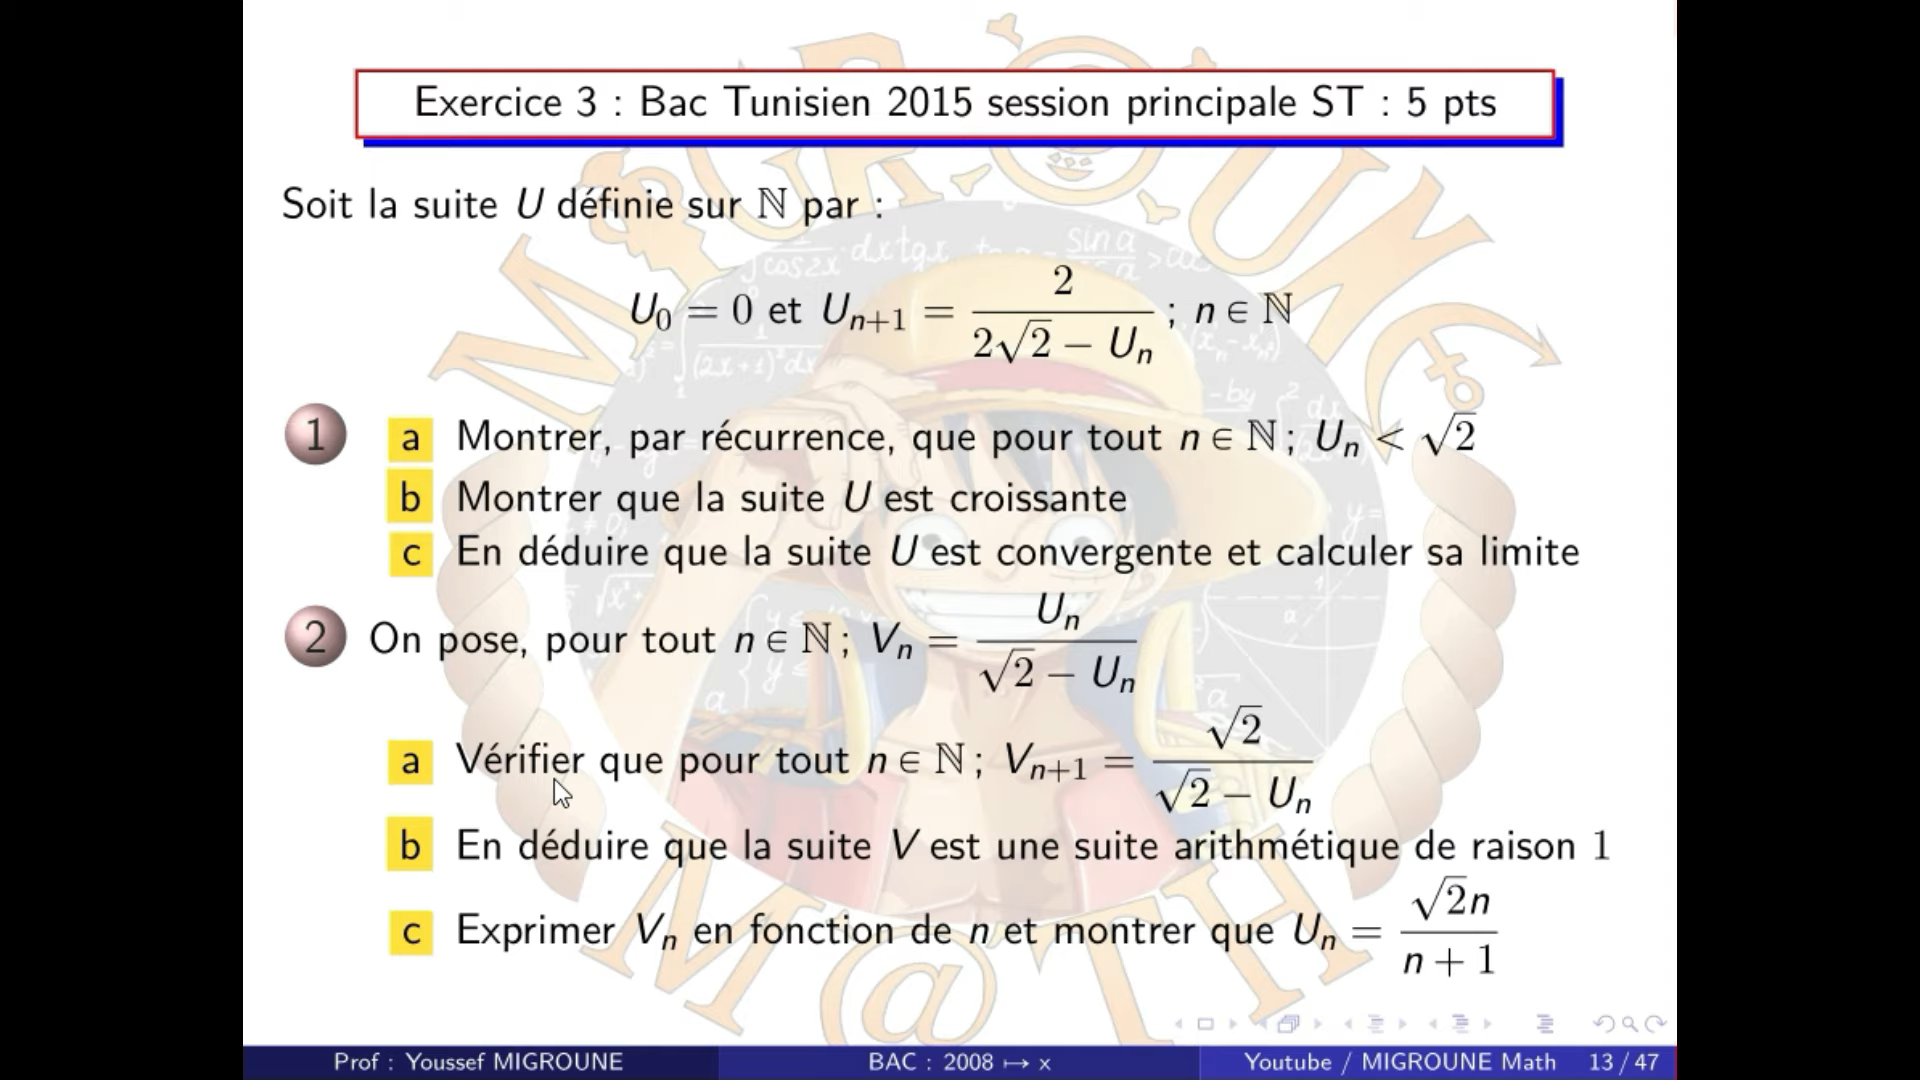 Exercice 3 : Bac Tunisien 2015 session principale ST : 5 pts
Soit la suite U définie sur ℕ par :
U₀ = 0 et Uₙ₊₁ = 2 / (2√2 − Uₙ) ; n ∈ ℕ
1 a Montrer, par récurrence, que pour tout n ∈ ℕ ; Uₙ < √2
b Montrer que la suite U est croissante
c En déduire que la suite U est convergente et calculer sa limite
2 On pose, pour tout n ∈ ℕ ; Vₙ = Uₙ / (√2 − Uₙ)
a Vérifier que pour tout n ∈ ℕ ; Vₙ₊₁ = √2 / (√2 − Uₙ)
b En déduire que la suite V est une suite arithmétique de raison 1
c Exprimer Vₙ en fonction de n et montrer que Uₙ = √2n / (n + 1)
MIGROUNE
M@TH
Prof : Youssef MIGROUNE BAC : 2008 ↦ x Youtube / MIGROUNE Math 13 / 47